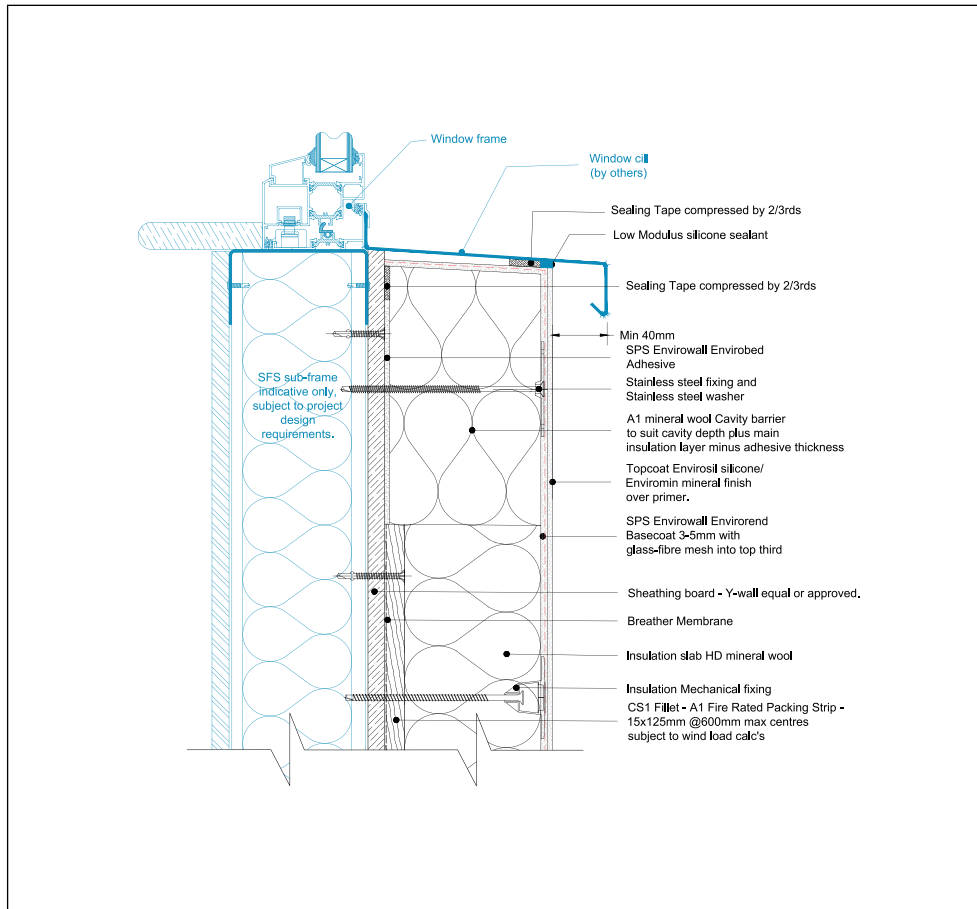 Window frame
Window cill
(by others)
Sealing Tape compressed by 2/3rds
Low Modulus silicone sealant
Sealing Tape compressed by 2/3rds
Min 40mm
SPS Envirowall Envirobed
Adhesive
Stainless steel fixing and
Stainless steel washer
SFS sub-frame
indicative only,
subject to project
design
requirements.
A1 mineral wool Cavity barrier
to suit cavity depth plus main
insulation layer minus adhesive thickness
Topcoat Envirosil silicone/
Enviromin mineral finish
over primer.
SPS Envirowall Envirorend
Basecoat 3-5mm with
glass-fibre mesh into top third
Sheathing board - Y-wall equal or approved.
Breather Membrane
Insulation slab HD mineral wool
Insulation Mechanical fixing
CS1 Fillet - A1 Fire Rated Packing Strip -
15x125mm @600mm max centres
subject to wind load calc's